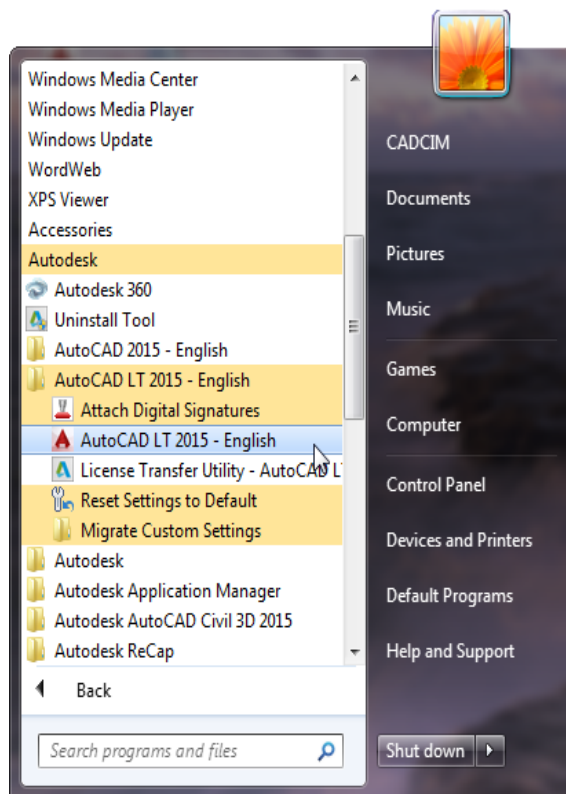 Windows Media Center
Windows Media Player
Windows Update
WordWeb
XPS Viewer
Accessories
Autodesk
Autodesk 360
Uninstall Tool
AutoCAD 2015 - English
AutoCAD LT 2015 - English
Attach Digital Signatures
AutoCAD LT 2015 - English
License Transfer Utility - AutoCAD L
Reset Settings to Default
Migrate Custom Settings
Autodesk
Autodesk Application Manager
Autodesk AutoCAD Civil 3D 2015
Autodesk ReCap
Back
Search programs and files
CADCIM
Documents
Pictures
Music
Games
Computer
Control Panel
Devices and Printers
Default Programs
Help and Support
Shut down